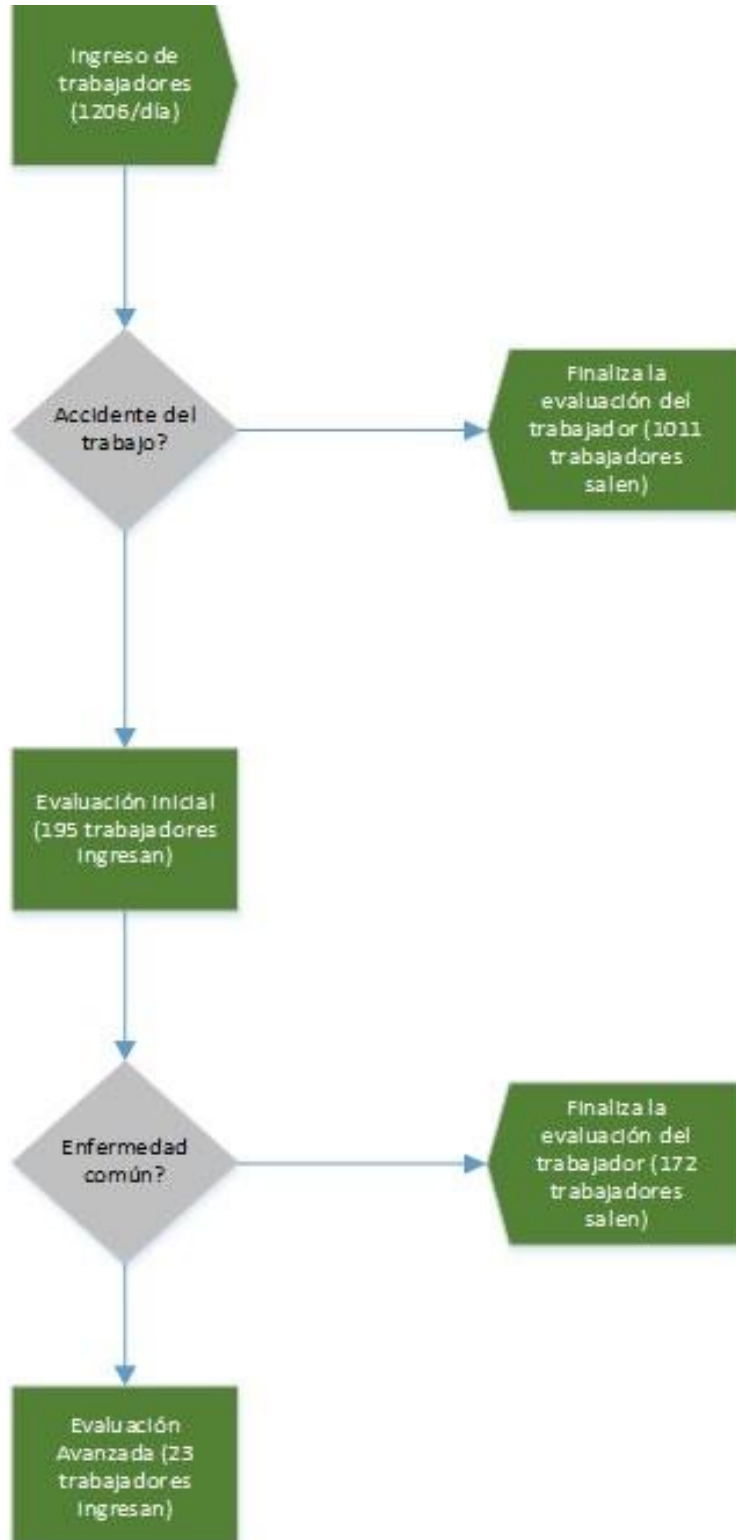 Ingreso de
trabajadores
(1206/día)
Accidente del
trabajo?
Finaliza la
evaluación del
trabajador (1011
trabajadores
salen)
Evaluación Inicial
(195 trabajadores
Ingresan)
Enfermedad
común?
Finaliza la
evaluación del
trabajador (172
trabajadores
salen)
Evaluación
Avanzada (23
trabajadores
Ingresan)